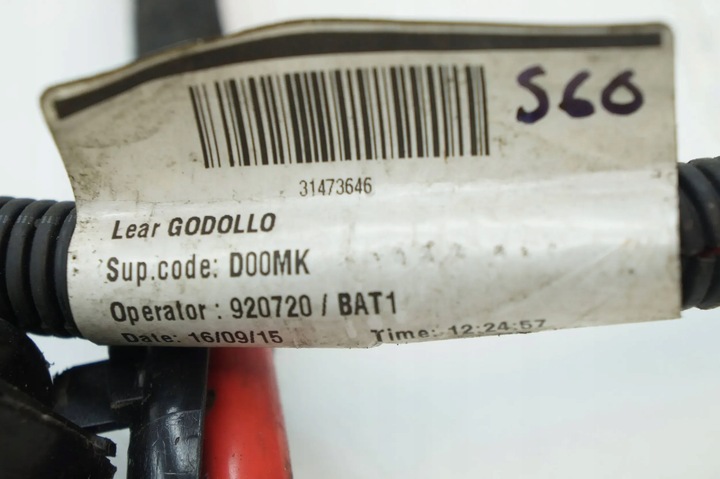 S60
31473646
Lear GODOLLO
Sup.code: D00MK
Operator : 920720 / BAT1
Date: 16/09/15 Time: 12:24:57